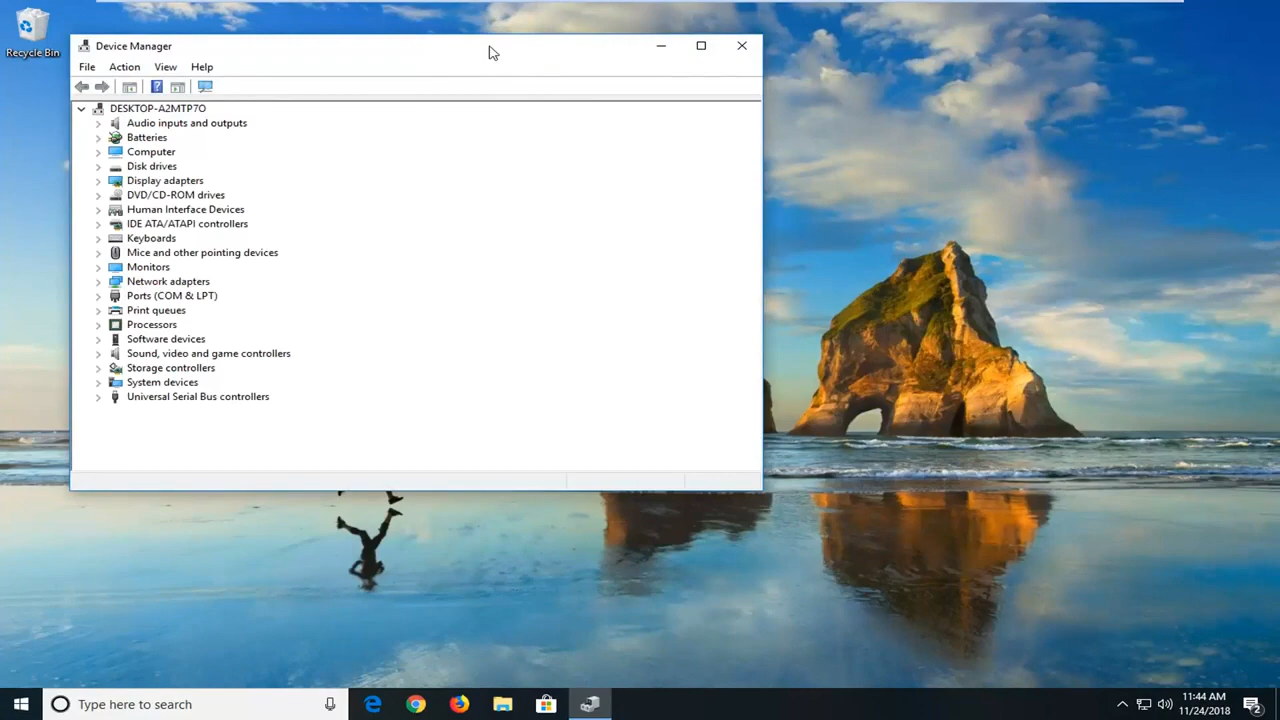 Recycle Bin
Device Manager
File Action View Help
DESKTOP-A2MTP7O
Audio inputs and outputs
Batteries
Computer
Disk drives
Display adapters
DVD/CD-ROM drives
Human Interface Devices
IDE ATA/ATAPI controllers
Keyboards
Mice and other pointing devices
Monitors
Network adapters
Ports (COM & LPT)
Print queues
Processors
Software devices
Sound, video and game controllers
Storage controllers
System devices
Universal Serial Bus controllers
Type here to search
11:44 AM
11/24/2018
2